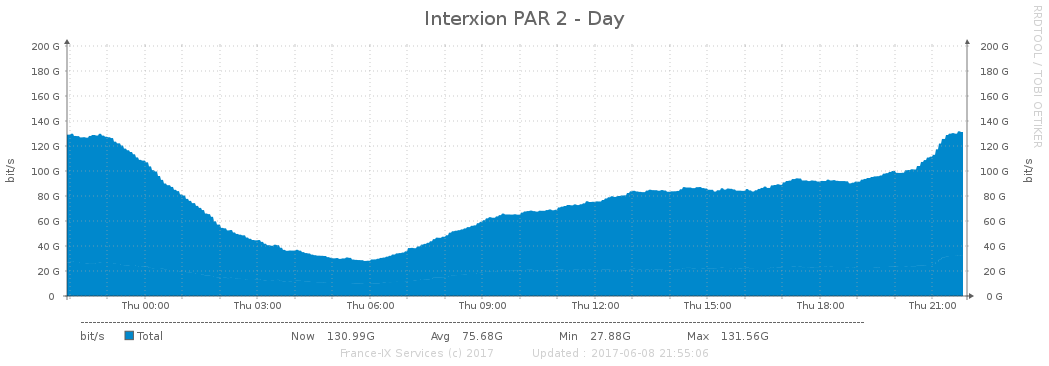 Interxion PAR 2 - Day
RRDTOOL / TOBI OETIKER
bit/s
200 G 200 G
180 G 180 G
160 G 160 G
140 G 140 G
120 G 120 G
100 G 100 G
80 G 80 G
60 G 60 G
40 G 40 G
20 G 20 G
0 0 G
bit/s
Thu 00:00 Thu 03:00 Thu 06:00 Thu 09:00 Thu 12:00 Thu 15:00 Thu 18:00 Thu 21:00
bit/s Total Now 130.99G Avg 75.68G Min 27.88G Max 131.56G
France-IX Services (c) 2017 Updated : 2017-06-08 21:55:06